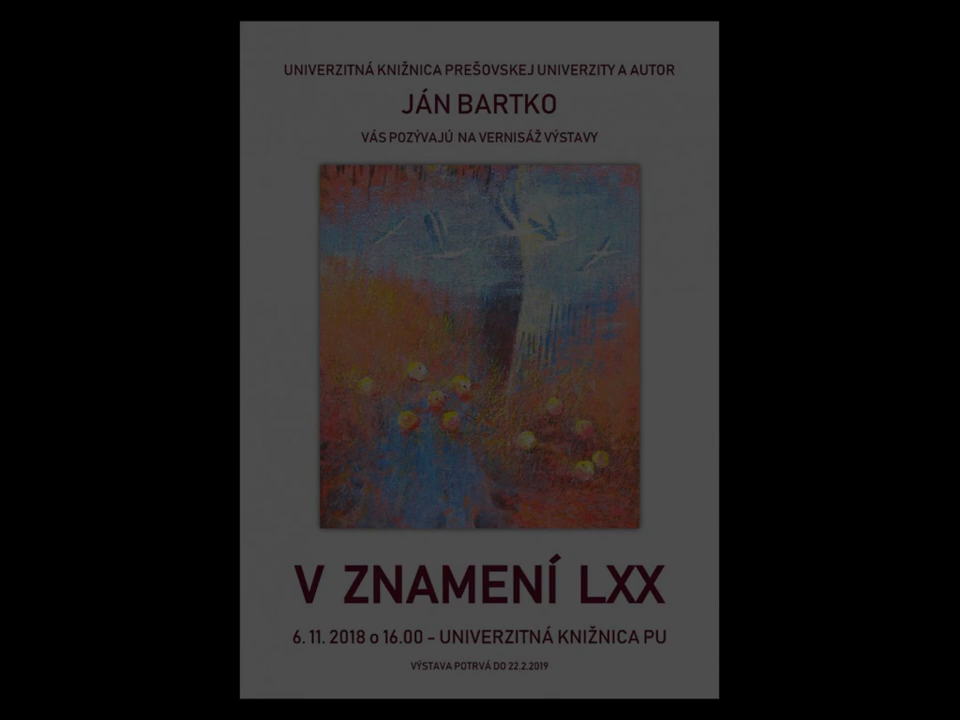 UNIVERZITNÁ KNIŽNICA PREŠOVSKEJ UNIVERZITY A AUTOR
JÁN BARTKO
VÁS POZÝVAJÚ NA VERNISÁŽ VÝSTAVY
V ZNAMENÍ LXX
6. 11. 2018 o 16.00 - UNIVERZITNÁ KNIŽNICA PU
VÝSTAVA POTRVÁ DO 22.2.2019